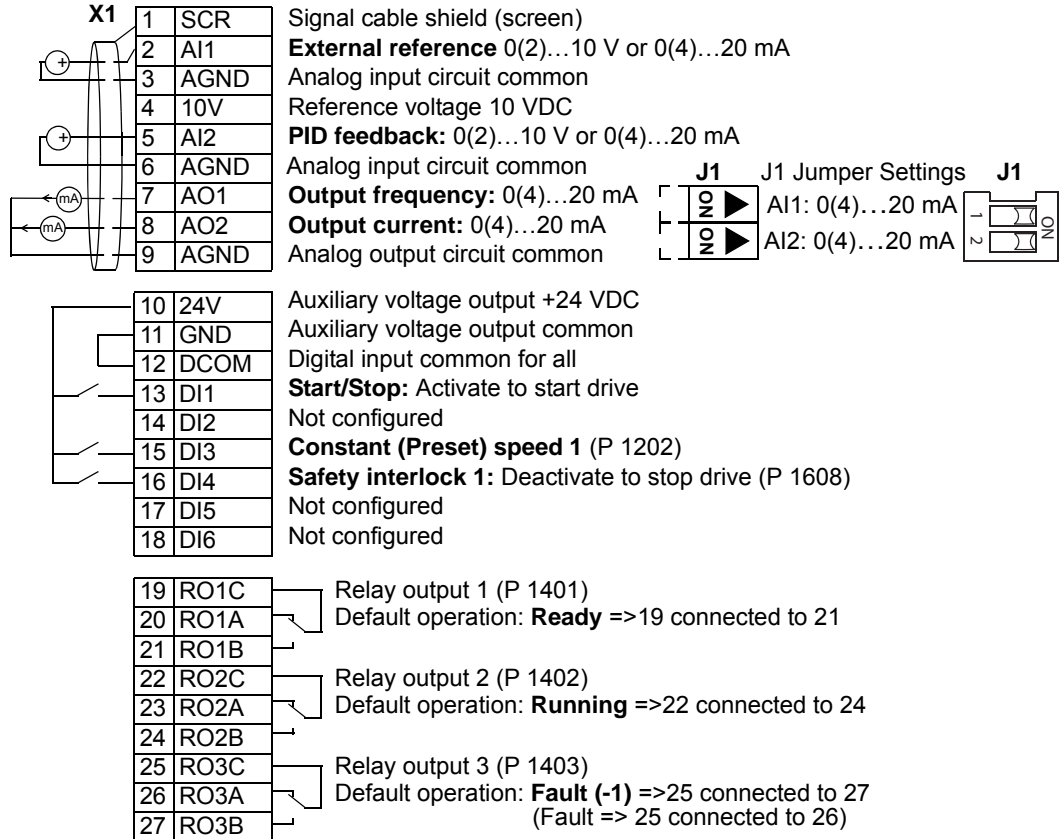 X1
1 SCR Signal cable shield (screen)
2 AI1 External reference 0(2)…10 V or 0(4)…20 mA
3 AGND Analog input circuit common
4 10V Reference voltage 10 VDC
5 AI2 PID feedback: 0(2)…10 V or 0(4)…20 mA
6 AGND Analog input circuit common
7 AO1 Output frequency: 0(4)…20 mA
8 AO2 Output current: 0(4)…20 mA
9 AGND Analog output circuit common
+
+
mA
mA
J1 J1 Jumper Settings J1
ON AI1: 0(4)…20 mA 1
ON AI2: 0(4)…20 mA 2
ON
10 24V Auxiliary voltage output +24 VDC
11 GND Auxiliary voltage output common
12 DCOM Digital input common for all
13 DI1 Start/Stop: Activate to start drive
14 DI2 Not configured
15 DI3 Constant (Preset) speed 1 (P 1202)
16 DI4 Safety interlock 1: Deactivate to stop drive (P 1608)
17 DI5 Not configured
18 DI6 Not configured
19 RO1C Relay output 1 (P 1401)
20 RO1A Default operation: Ready =>19 connected to 21
21 RO1B
22 RO2C Relay output 2 (P 1402)
23 RO2A Default operation: Running =>22 connected to 24
24 RO2B
25 RO3C Relay output 3 (P 1403)
26 RO3A Default operation: Fault (-1) =>25 connected to 27
27 RO3B (Fault => 25 connected to 26)